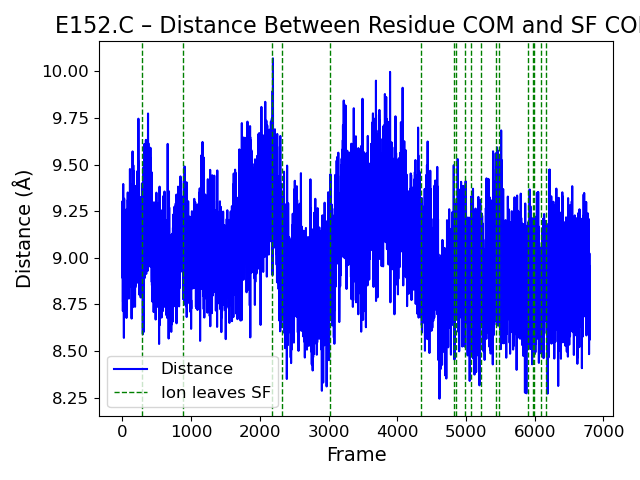 E152.C – Distance Between Residue COM and SF CO
Distance (Å)
10.00
9.75
9.50
9.25
9.00
8.75
8.50
8.25
Distance
Ion leaves SF
0 1000 2000 3000 4000 5000 6000 7000
Frame